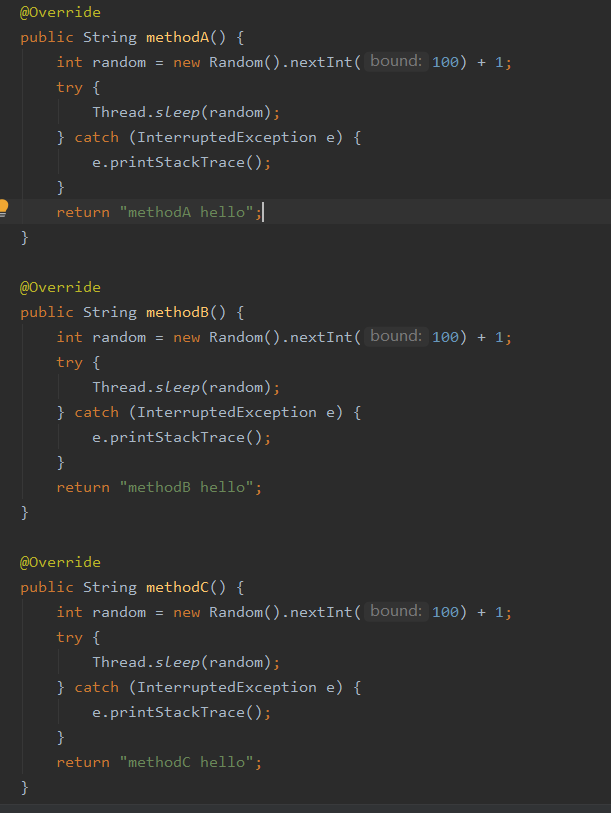 @Override
public String methodA() {
int random = new Random().nextInt( bound: 100) + 1;
try {
Thread.sleep(random);
} catch (InterruptedException e) {
e.printStackTrace();
}
return "methodA hello";
}
@Override
public String methodB() {
int random = new Random().nextInt( bound: 100) + 1;
try {
Thread.sleep(random);
} catch (InterruptedException e) {
e.printStackTrace();
}
return "methodB hello";
}
@Override
public String methodC() {
int random = new Random().nextInt( bound: 100) + 1;
try {
Thread.sleep(random);
} catch (InterruptedException e) {
e.printStackTrace();
}
return "methodC hello";
}